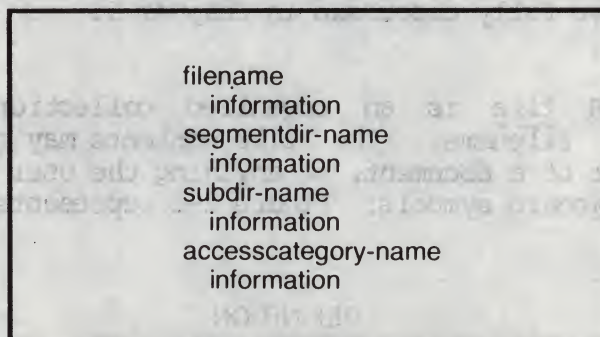 filename
information
segmentdir-name
information
subdir-name
information
accesscategory-name
information